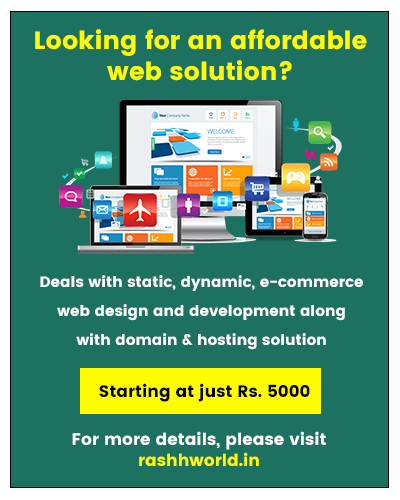 Looking for an affordable
web solution?
Your Company Name
WELCOME
Deals with static, dynamic, e-commerce
web design and development along
with domain & hosting solution
Starting at just Rs. 5000
For more details, please visit
rashhworld.in